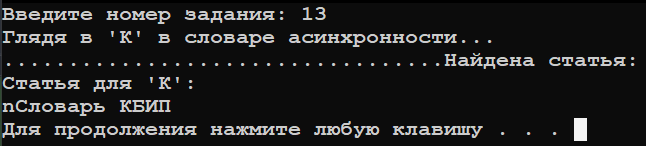 Введите номер задания: 13
Глядя в 'К' в словаре асинхронности...
...................................Найдена статья:
Статья для 'К':
nСловарь КБИП
Для продолжения нажмите любую клавишу . . .